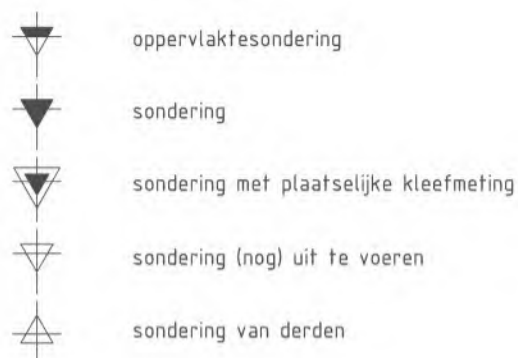 oppervlaktesondering
sondering
sondering met plaatselijke kleefmeting
sondering (nog) uit te voeren
sondering van derden